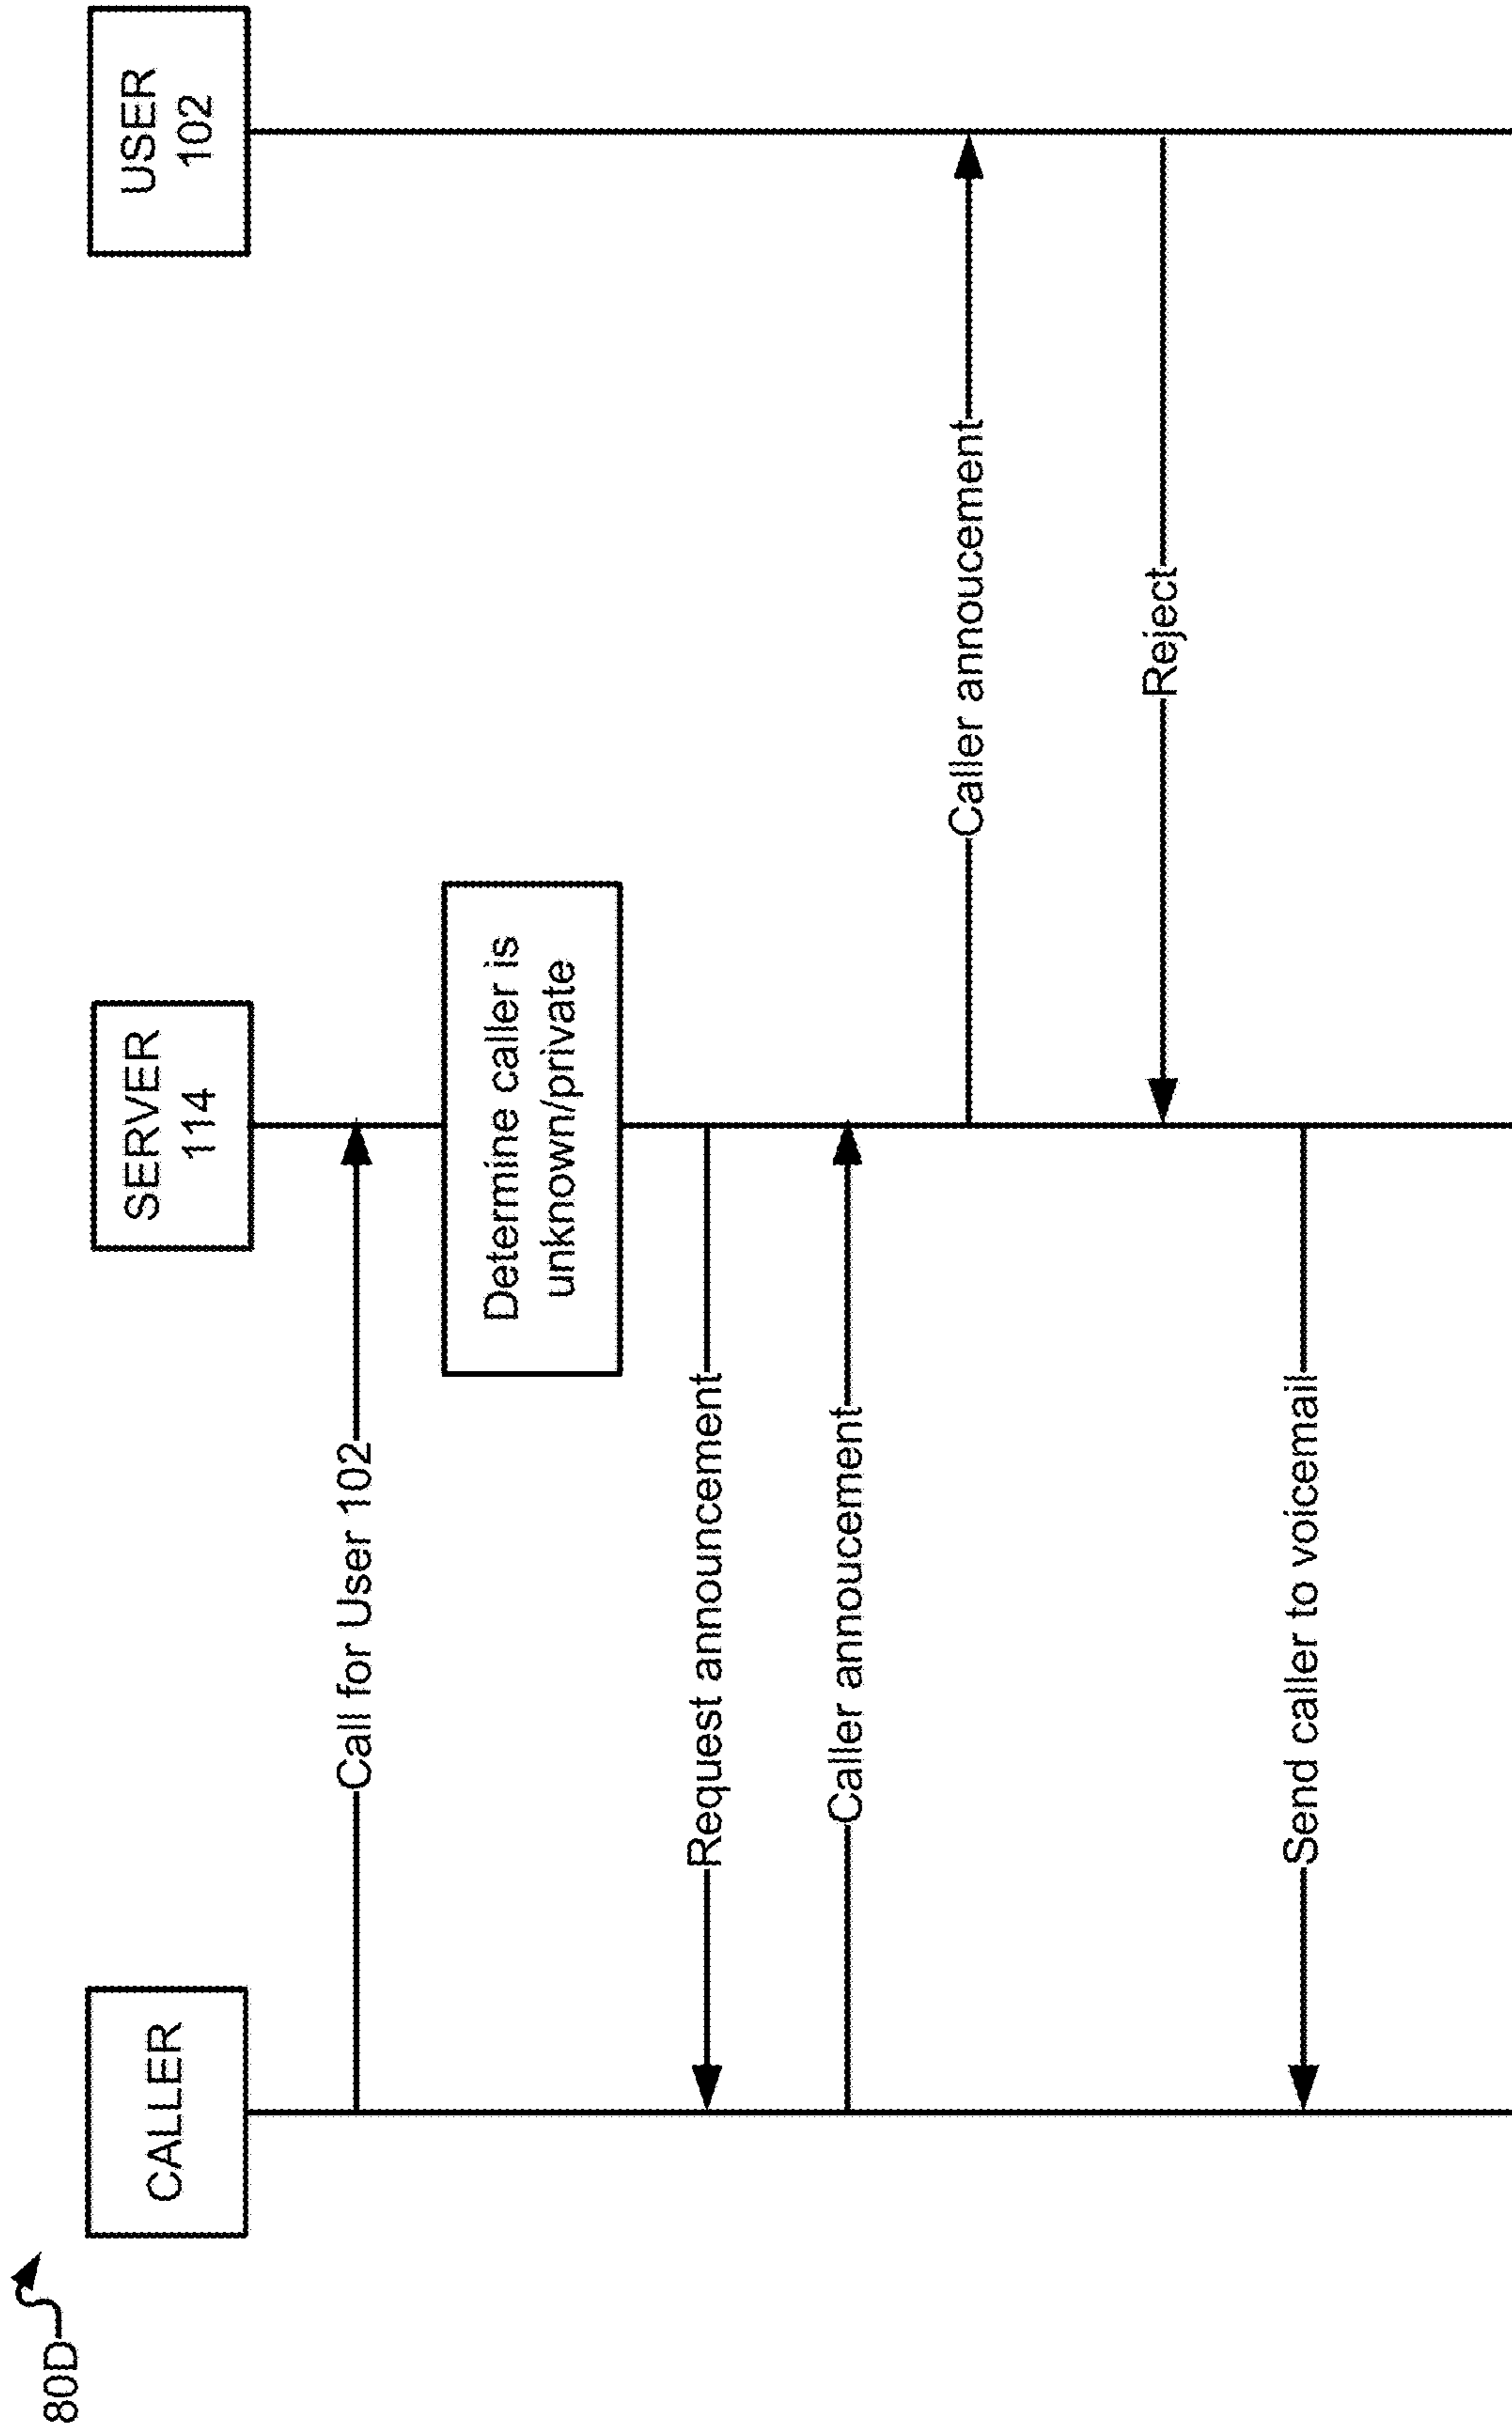 80D
CALLER
SERVER
114
USER
102
Call for User 102
Determine caller is
unknown/private
Request announcement
Caller annoucement
Caller annoucement
Reject
Send caller to voicemail